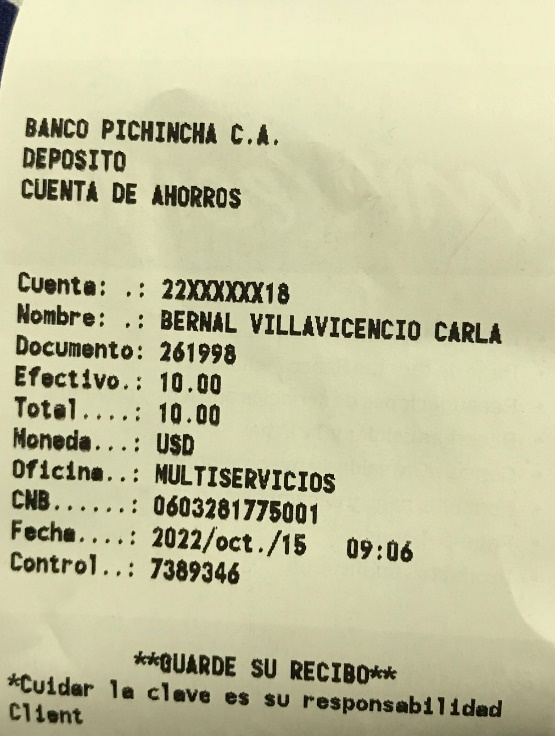 BANCO PICHINCHA C.A.
DEPOSITO
CUENTA DE AHORROS
Cuenta: .: 22XXXXXX18
Nombre: .: BERNAL VILLAVICENCIO CARLA
Documento: 261998
Efectivo.: 10.00
Total....: 10.00
Moneda...: USD
Oficina..: MULTISERVICIOS
CNB......: 0603281775001
Fecha....: 2022/oct./15 09:06
Control..: 7389346
**GUARDE SU RECIBO**
*Cuidar la clave es su responsabilidad
Client